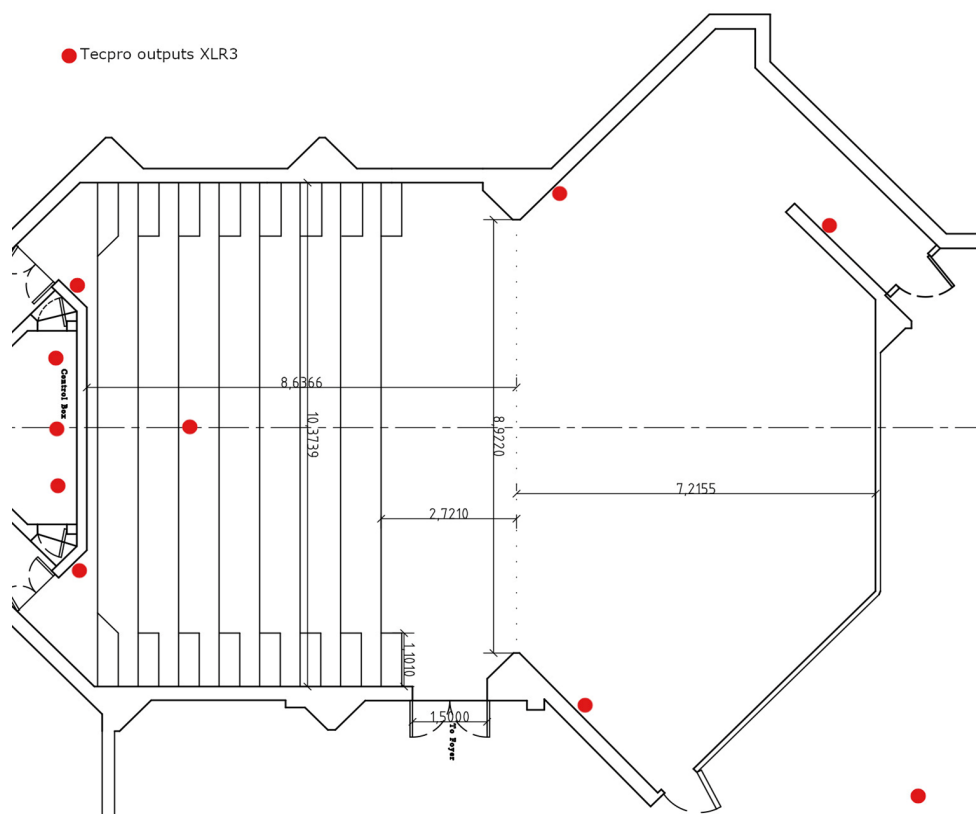 Tecpro outputs XLR3
8,6366
10,3739
8,9220
Control Box
7,2155
2,7210
1,1010
1,5000
To Foyer